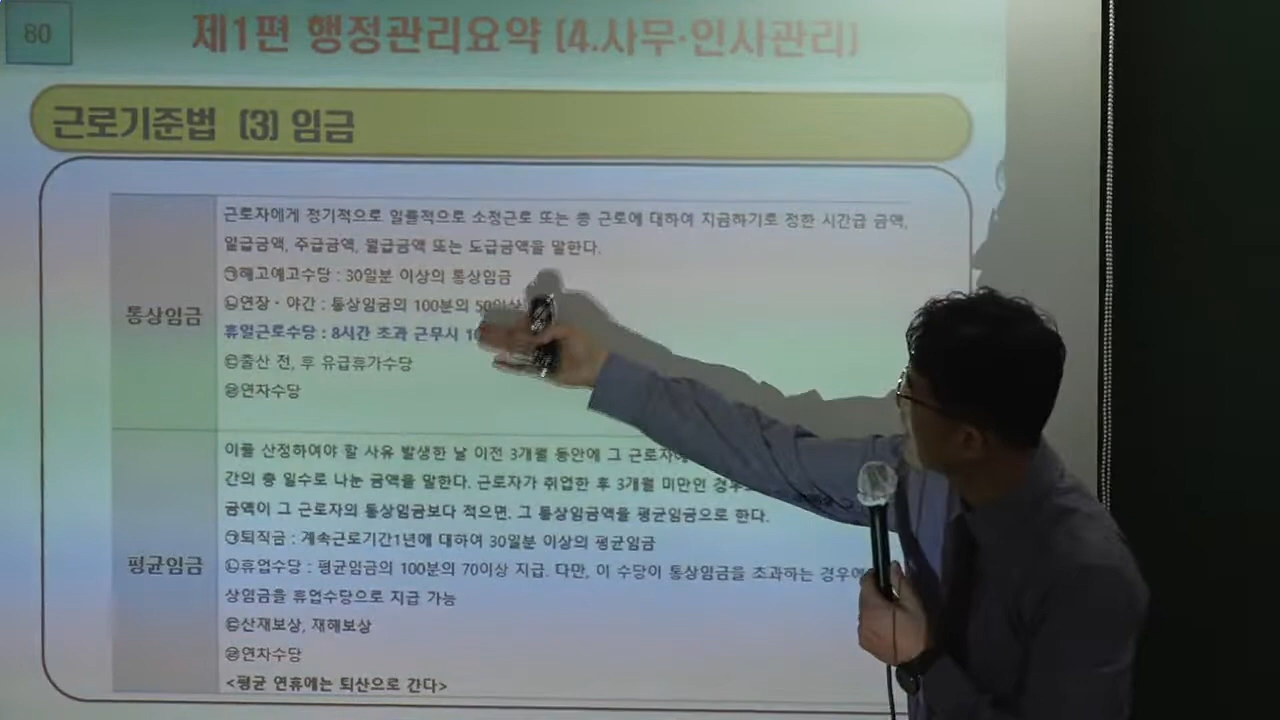 80
제1편 행정관리요약 (4.사무·인사관리)
근로기준법 (3) 임금
통상임금
근로자에게 정기적으로 일률적으로 소정근로 또는 총 근로에 대하여 지급하기로 정한 시간급 금액,
일급금액, 주급금액, 월급금액 또는 도급금액을 말한다.
㉠해고예고수당 : 30일분 이상의 통상임금
㉡연장·야간 : 통상임금의 100분의 50이상
휴일근로수당 : 8시간 초과 근무시
㉢출산 전, 후 유급휴가수당
㉣연차수당
평균임금
이를 산정하여야 할 사유 발생한 날 이전 3개월 동안에 그 근로자에
간의 총 일수로 나눈 금액을 말한다. 근로자가 취업한 후 3개월 미만인 경우
금액이 그 근로자의 통상임금보다 적으면, 그 통상임금액을 평균임금으로 한다.
㉠퇴직금 : 계속근로기간1년에 대하여 30일분 이상의 평균임금
㉡휴업수당 : 평균임금의 100분의 70이상 지급. 다만, 이 수당이 통상임금을 초과하는 경우에
상임금을 휴업수당으로 지급 가능
㉢산재보상, 재해보상
㉣연차수당
<평균 연휴에는 퇴산으로 간다>